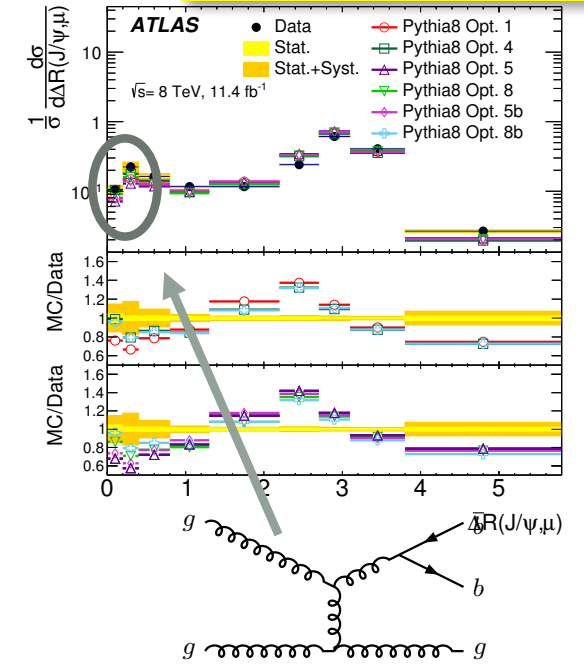 ATLAS
√s= 8 TeV, 11.4 fb⁻¹
Data
Stat.
Stat.+Syst.
Pythia8 Opt. 1
Pythia8 Opt. 4
Pythia8 Opt. 5
Pythia8 Opt. 8
Pythia8 Opt. 5b
Pythia8 Opt. 8b
1/σ dσ/dΔR(J/ψ,μ)
10
1
10⁻¹
MC/Data
1.6
1.4
1.2
1
0.8
0.6
MC/Data
1.6
1.4
1.2
1
0.8
0.6
0 1 2 3 4 5
ΔR(J/ψ,μ)
g
b̄
b
g
g